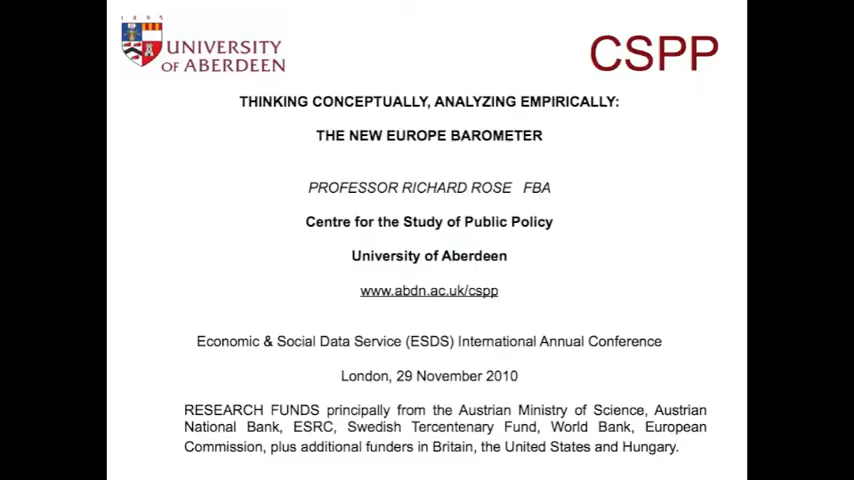 1495
UNIVERSITY
OF ABERDEEN
CSPP
THINKING CONCEPTUALLY, ANALYZING EMPIRICALLY:
THE NEW EUROPE BAROMETER
PROFESSOR RICHARD ROSE FBA
Centre for the Study of Public Policy
University of Aberdeen
www.abdn.ac.uk/cspp
Economic & Social Data Service (ESDS) International Annual Conference
London, 29 November 2010
RESEARCH FUNDS principally from the Austrian Ministry of Science, Austrian
National Bank, ESRC, Swedish Tercentenary Fund, World Bank, European
Commission, plus additional funders in Britain, the United States and Hungary.